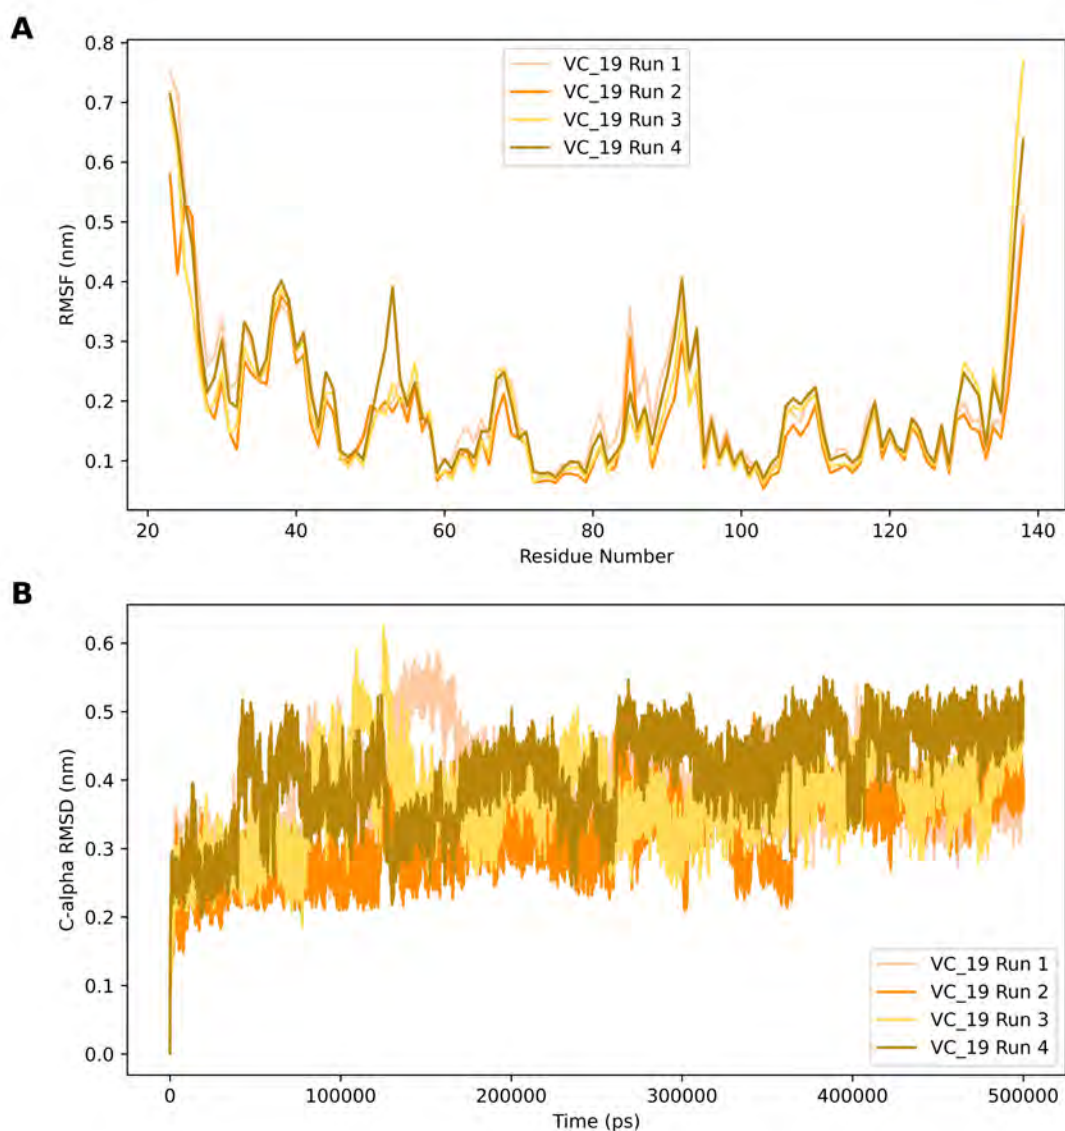 A
0.8
0.7
0.6
0.5
0.4
0.3
0.2
0.1
RMSF (nm)
VC_19 Run 1
VC_19 Run 2
VC_19 Run 3
VC_19 Run 4
20 40 60 80 100 120 140
Residue Number
B
0.6
0.5
0.4
0.3
0.2
0.1
0.0
C-alpha RMSD (nm)
VC_19 Run 1
VC_19 Run 2
VC_19 Run 3
VC_19 Run 4
0 100000 200000 300000 400000 500000
Time (ps)